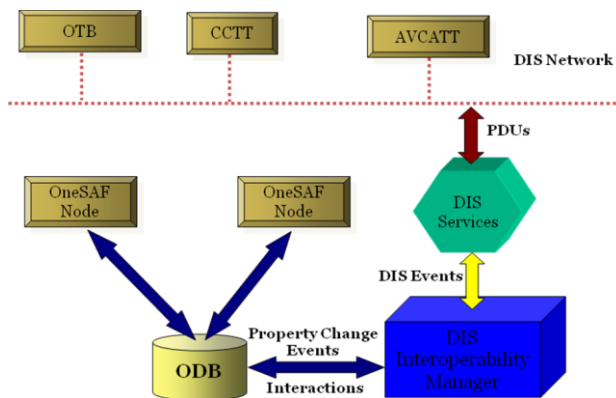 OTB
CCTT
AVCATT
DIS Network
PDUs
OneSAF
Node
OneSAF
Node
DIS
Services
DIS Events
Property Change
Events
Interactions
ODB
DIS
Interoperability
Manager